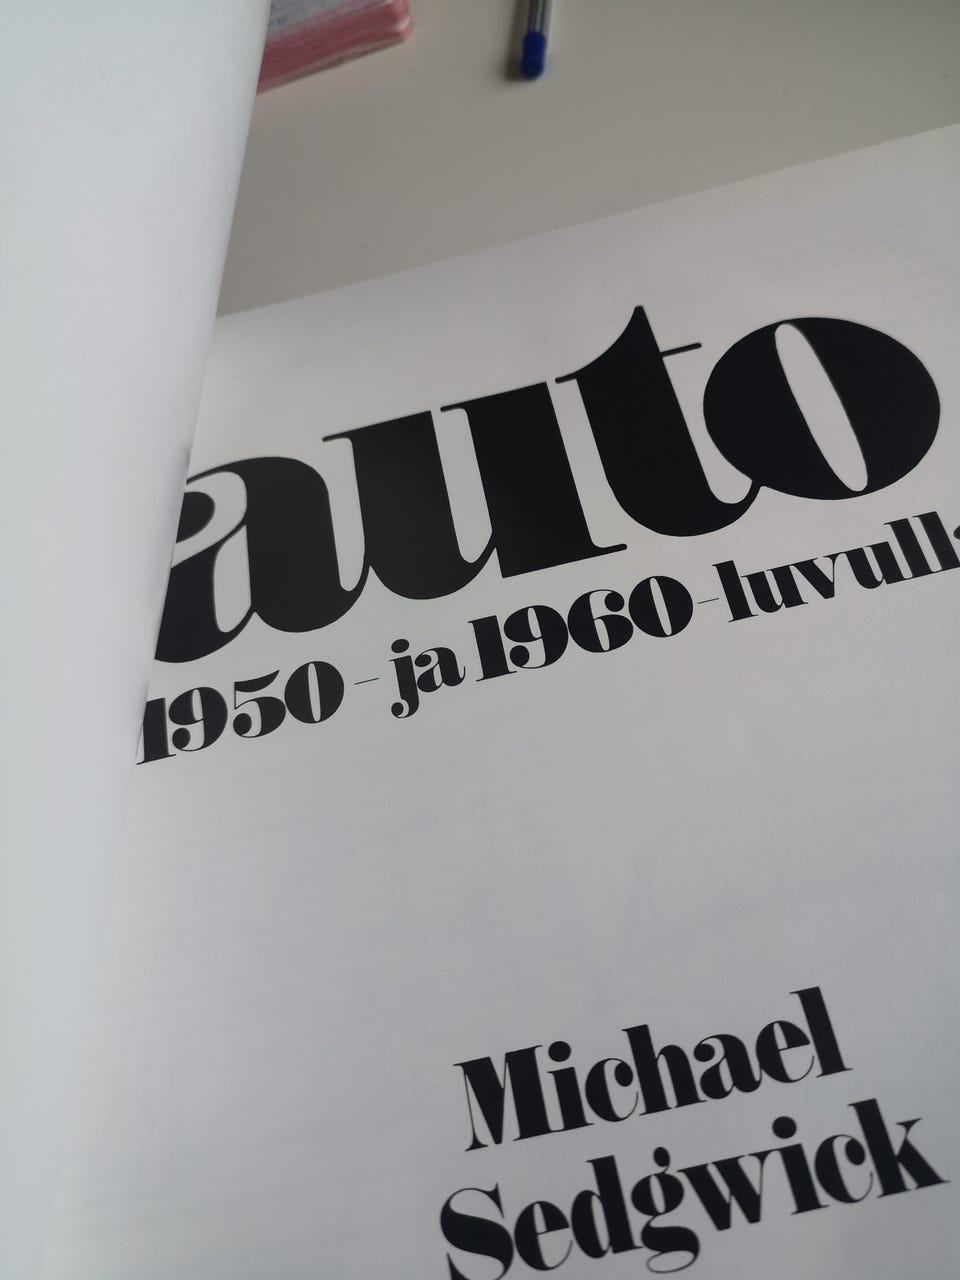 auto
1950-ja 1960-luvull
Michael
Sedgwick